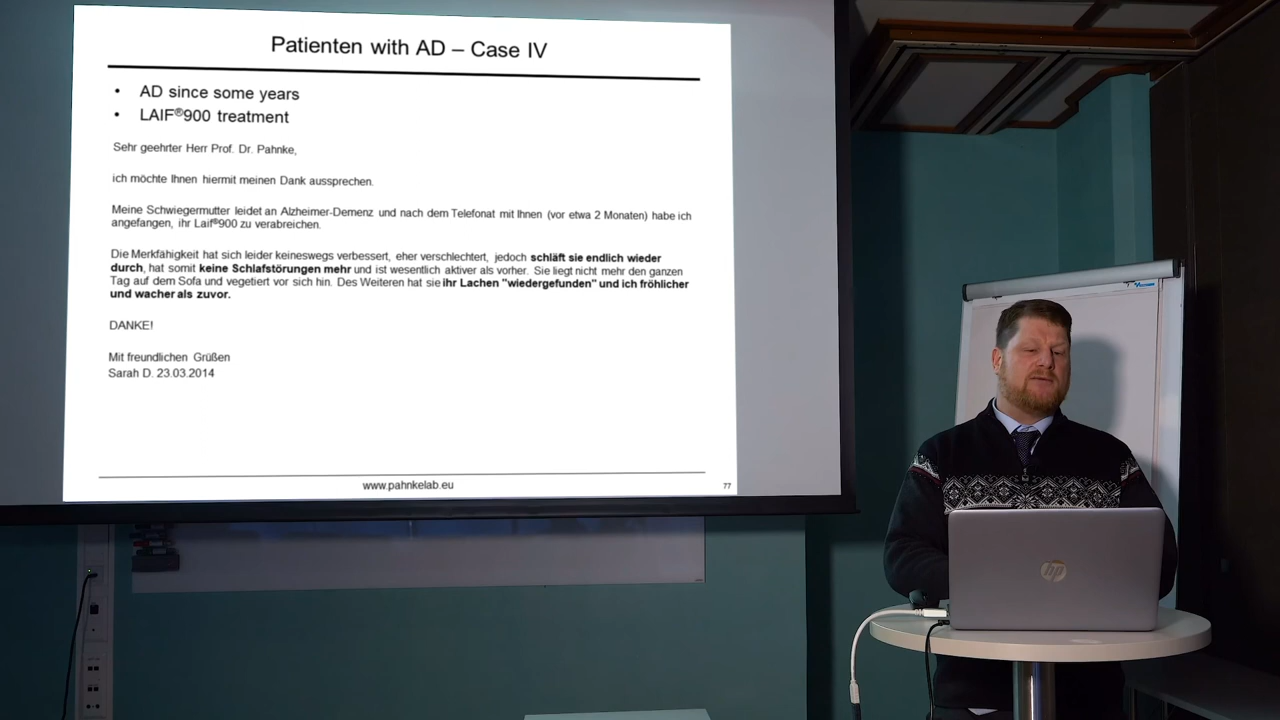 Patienten with AD – Case IV
• AD since some years
• LAIF®900 treatment
Sehr geehrter Herr Prof. Dr. Pahnke,
ich möchte Ihnen hiermit meinen Dank aussprechen.
Meine Schwiegermutter leidet an Alzheimer-Demenz und nach dem Telefonat mit Ihnen (vor etwa 2 Monaten) habe ich
angefangen, ihr Laif®900 zu verabreichen.
Die Merkfähigkeit hat sich leider keineswegs verbessert, eher verschlechtert, jedoch schläft sie endlich wieder
durch, hat somit keine Schlafstörungen mehr und ist wesentlich aktiver als vorher. Sie liegt nicht mehr den ganzen
Tag auf dem Sofa und vegetiert vor sich hin. Des Weiteren hat sie ihr Lachen "wiedergefunden" und ich fröhlicher
und wacher als zuvor.
DANKE!
Mit freundlichen Grüßen
Sarah D. 23.03.2014
www.pahnkelab.eu
77
hp